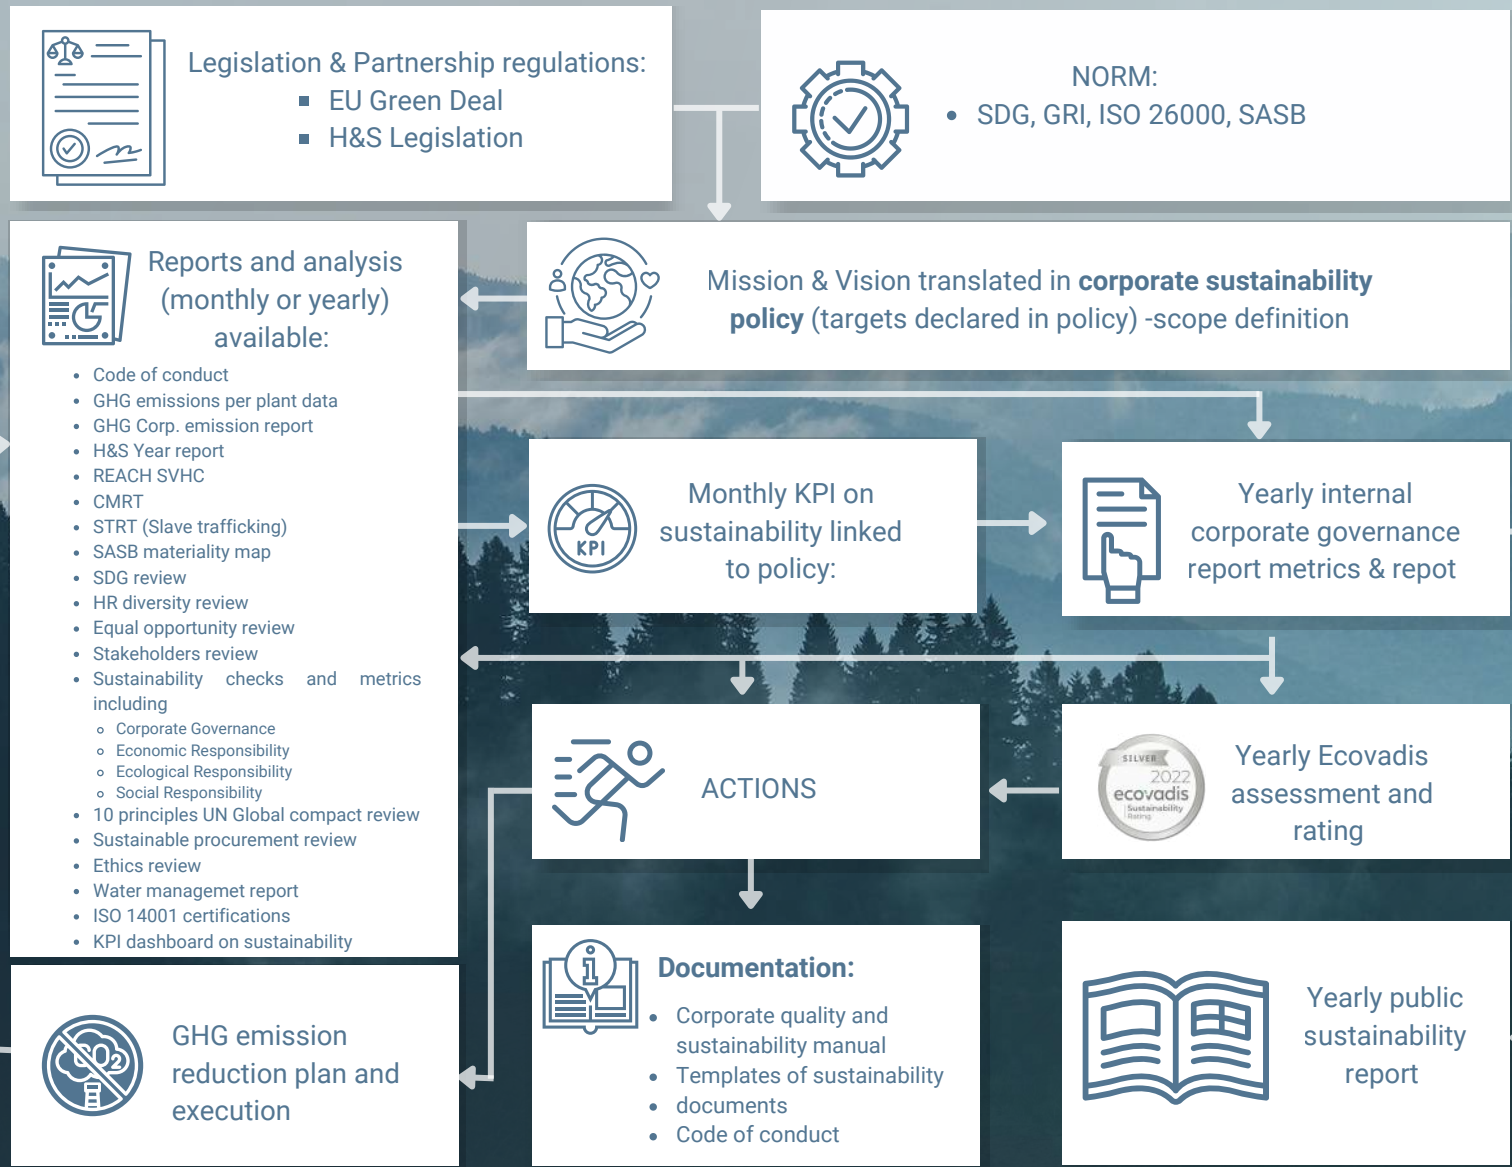 Legislation & Partnership regulations:
EU Green Deal
H&S Legislation
NORM:
SDG, GRI, ISO 26000, SASB
Mission & Vision translated in corporate sustainability
policy (targets declared in policy) -scope definition
Reports and analysis
(monthly or yearly)
available:
Code of conduct
GHG emissions per plant data
GHG Corp. emission report
H&S Year report
REACH SVHC
CMRT
STRT (Slave trafficking)
SASB materiality map
SDG review
HR diversity review
Equal opportunity review
Stakeholders review
Sustainability checks and metrics
including
Corporate Governance
Economic Responsibility
Ecological Responsibility
Social Responsibility
10 principles UN Global compact review
Sustainable procurement review
Ethics review
Water managemet report
ISO 14001 certifications
KPI dashboard on sustainability
KPI
Monthly KPI on
sustainability linked
to policy:
Yearly internal
corporate governance
report metrics & repot
ACTIONS
SILVER
2022
ecovadis
Sustainability
Rating
Yearly Ecovadis
assessment and
rating
CO2
GHG emission
reduction plan and
execution
i
Documentation:
Corporate quality and
sustainability manual
Templates of sustainability
documents
Code of conduct
Yearly public
sustainability
report